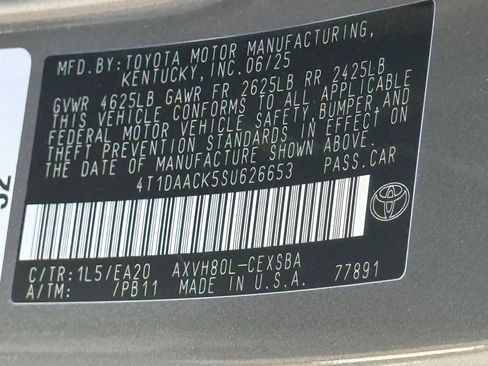 MFD.BY:TOYOTA MOTOR MANUFACTURING,
KENTUCKY, INC. 06/25
GVWR 4625LB GAWR FR 2625LB RR 2425LB
THIS VEHICLE CONFORMS TO ALL APPLICABLE
FEDERAL MOTOR VEHICLE SAFETY,BUMPER,AND
THEFT PREVENTION STANDARDS IN EFFECT ON
THE DATE OF MANUFACTURE SHOWN ABOVE.
4T1DAACK5SU626653 PASS.CAR
C/TR:1L5/EA20 AXVH80L-CEXSBA 77891
A/TM: /PB11 MADE IN U.S.A.